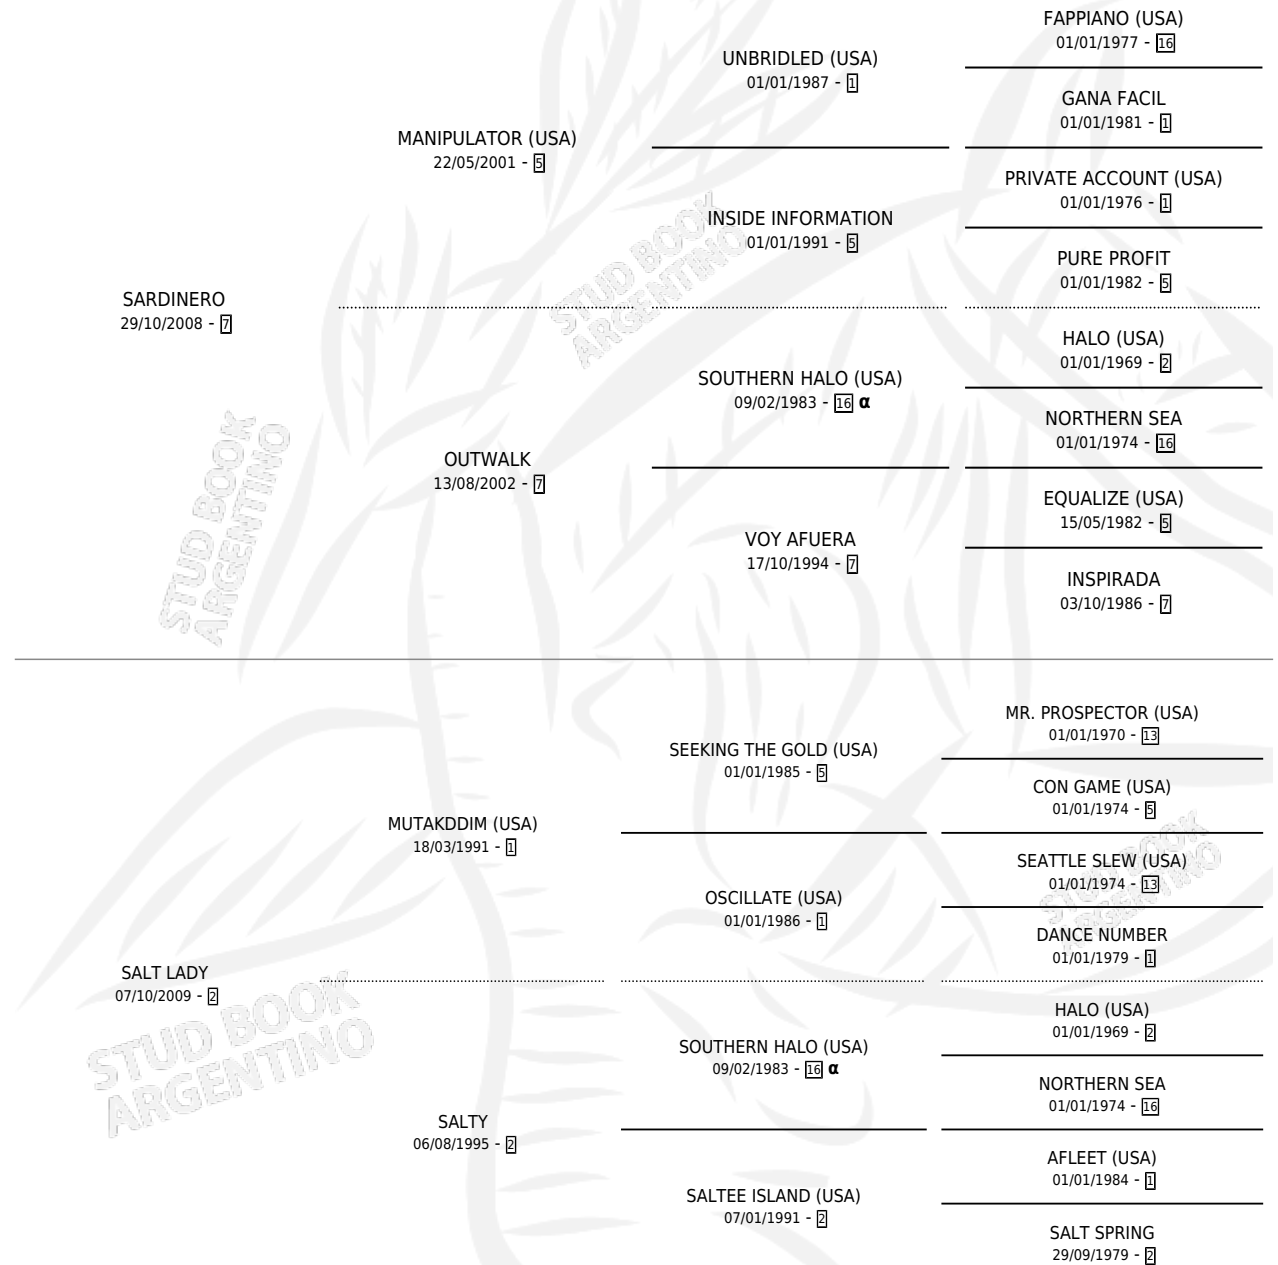 FAPPIANO (USA)
01/01/1977 - 16
UNBRIDLED (USA)
01/01/1987 - 1
GANA FACIL
01/01/1981 - 1
MANIPULATOR (USA)
22/05/2001 - 5
PRIVATE ACCOUNT (USA)
01/01/1976 - 1
INSIDE INFORMATION
01/01/1991 - 5
PURE PROFIT
01/01/1982 - 5
STUD BOOK
ARGENTINO
SARDINERO
29/10/2008 - 7
HALO (USA)
01/01/1969 - 2
SOUTHERN HALO (USA)
09/02/1983 - 16 α
NORTHERN SEA
01/01/1974 - 16
OUTWALK
13/08/2002 - 7
EQUALIZE (USA)
15/05/1982 - 5
VOY AFUERA
17/10/1994 - 7
INSPIRADA
03/10/1986 - 7
STUD BOOK
ARGENTINO
MR. PROSPECTOR (USA)
01/01/1970 - 13
SEEKING THE GOLD (USA)
01/01/1985 - 5
CON GAME (USA)
01/01/1974 - 5
MUTAKDDIM (USA)
18/03/1991 - 1
SEATTLE SLEW (USA)
01/01/1974 - 13
OSCILLATE (USA)
01/01/1986 - 1
DANCE NUMBER
01/01/1979 - 1
STUD BOOK
ARGENTINO
SALT LADY
07/10/2009 - 2
HALO (USA)
01/01/1969 - 2
SOUTHERN HALO (USA)
09/02/1983 - 16 α
NORTHERN SEA
01/01/1974 - 16
SALTY
06/08/1995 - 2
AFLEET (USA)
01/01/1984 - 1
SALTEE ISLAND (USA)
07/01/1991 - 2
SALT SPRING
29/09/1979 - 2
STUD BOOK
ARGENTINO